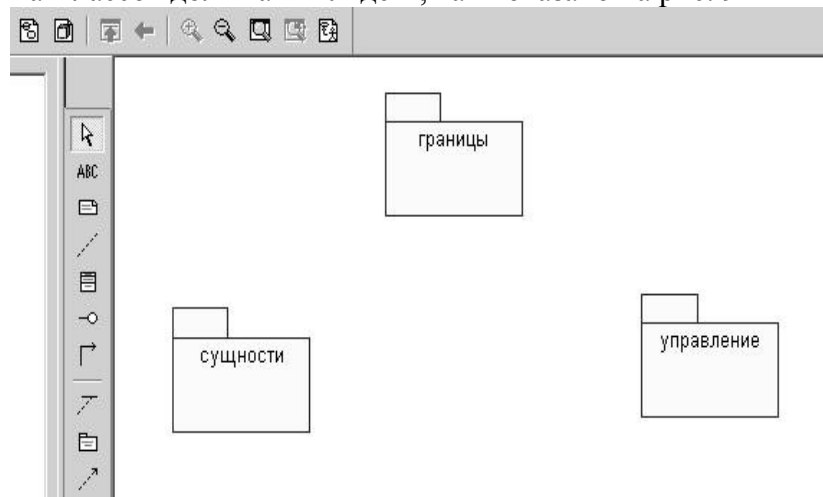 границы
ABC
сущности
управление